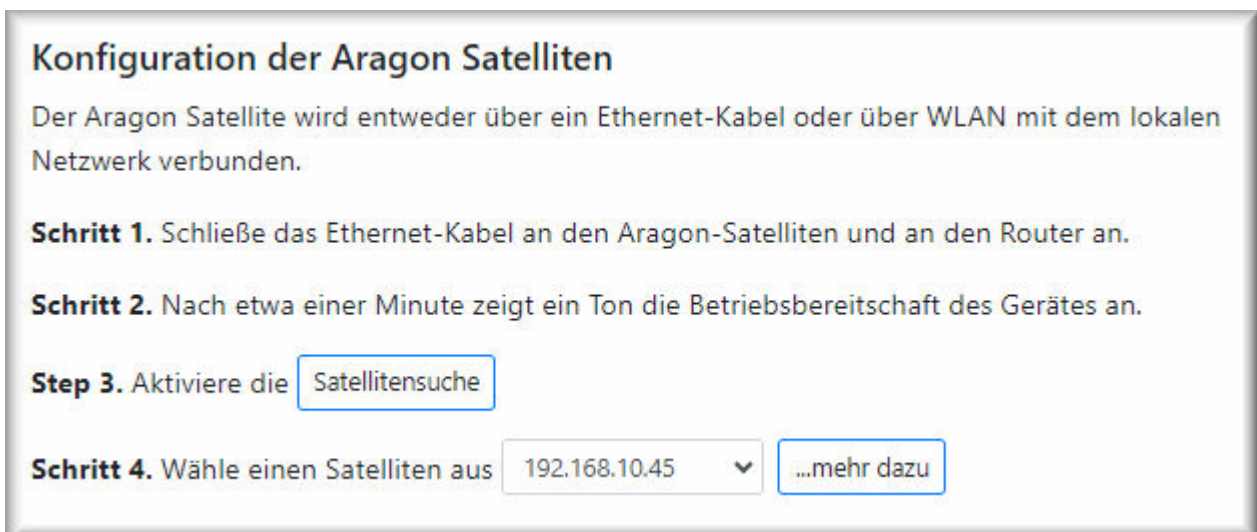 Konfiguration der Aragon Satelliten
Der Aragon Satellite wird entweder über ein Ethernet-Kabel oder über WLAN mit dem lokalen
Netzwerk verbunden.
Schritt 1. Schließe das Ethernet-Kabel an den Aragon-Satelliten und an den Router an.
Schritt 2. Nach etwa einer Minute zeigt ein Ton die Betriebsbereitschaft des Gerätes an.
Step 3. Aktiviere die Satellitensuche
Schritt 4. Wähle einen Satelliten aus 192.168.10.45 ...mehr dazu